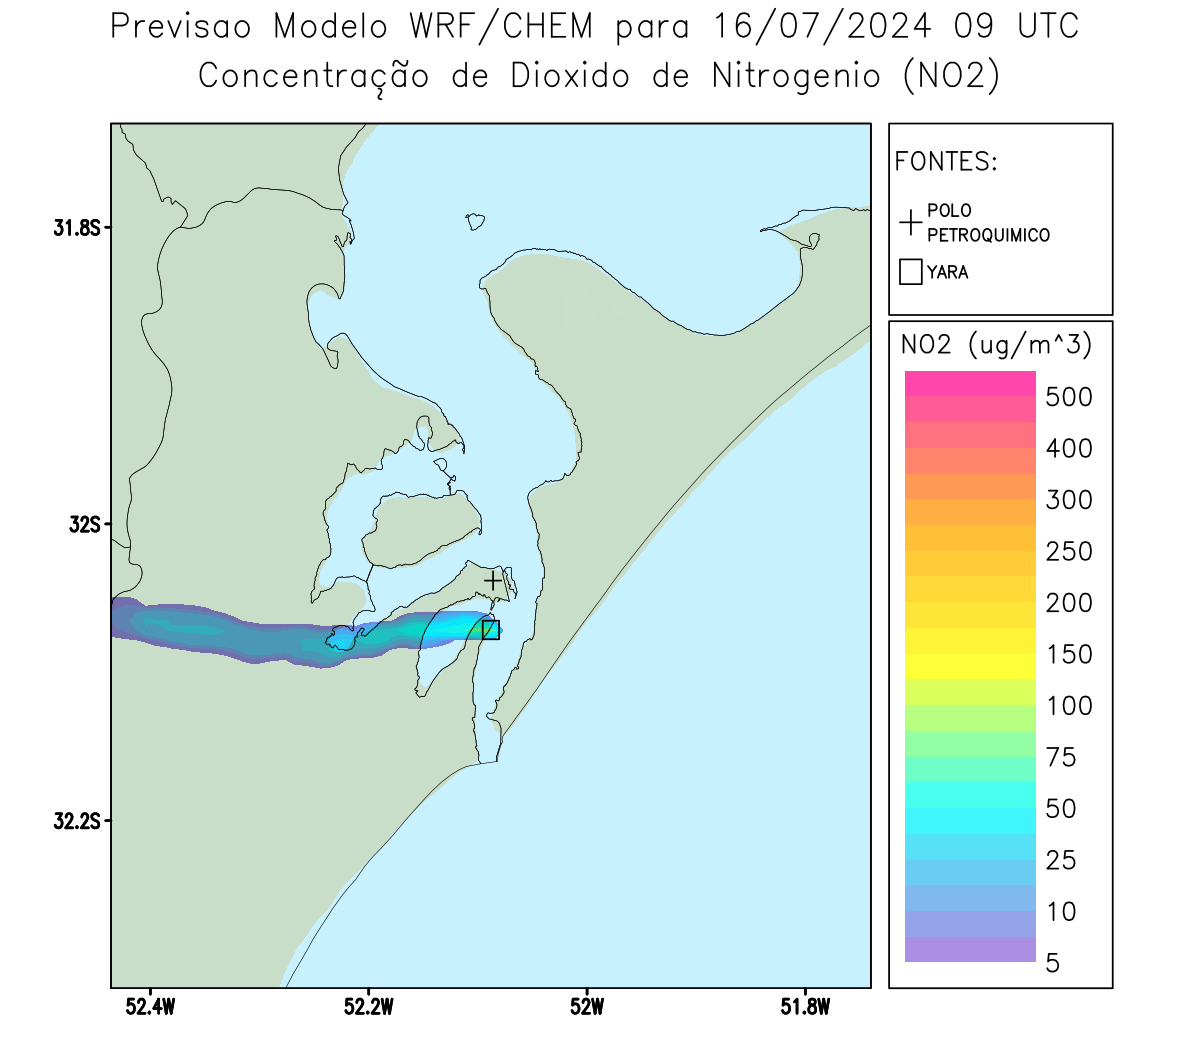 Previsao Modelo WRF/CHEM para 16/07/2024 09 UTC
Concentração de Dioxido de Nitrogenio (NO2)
FONTES:
POLO
PETROQUIMICO
YARA
31.8S
32S
32.2S
52.4W
52.2W
52W
51.8W
NO2 (ug/m^3)
500
400
300
250
200
150
100
75
50
25
10
5